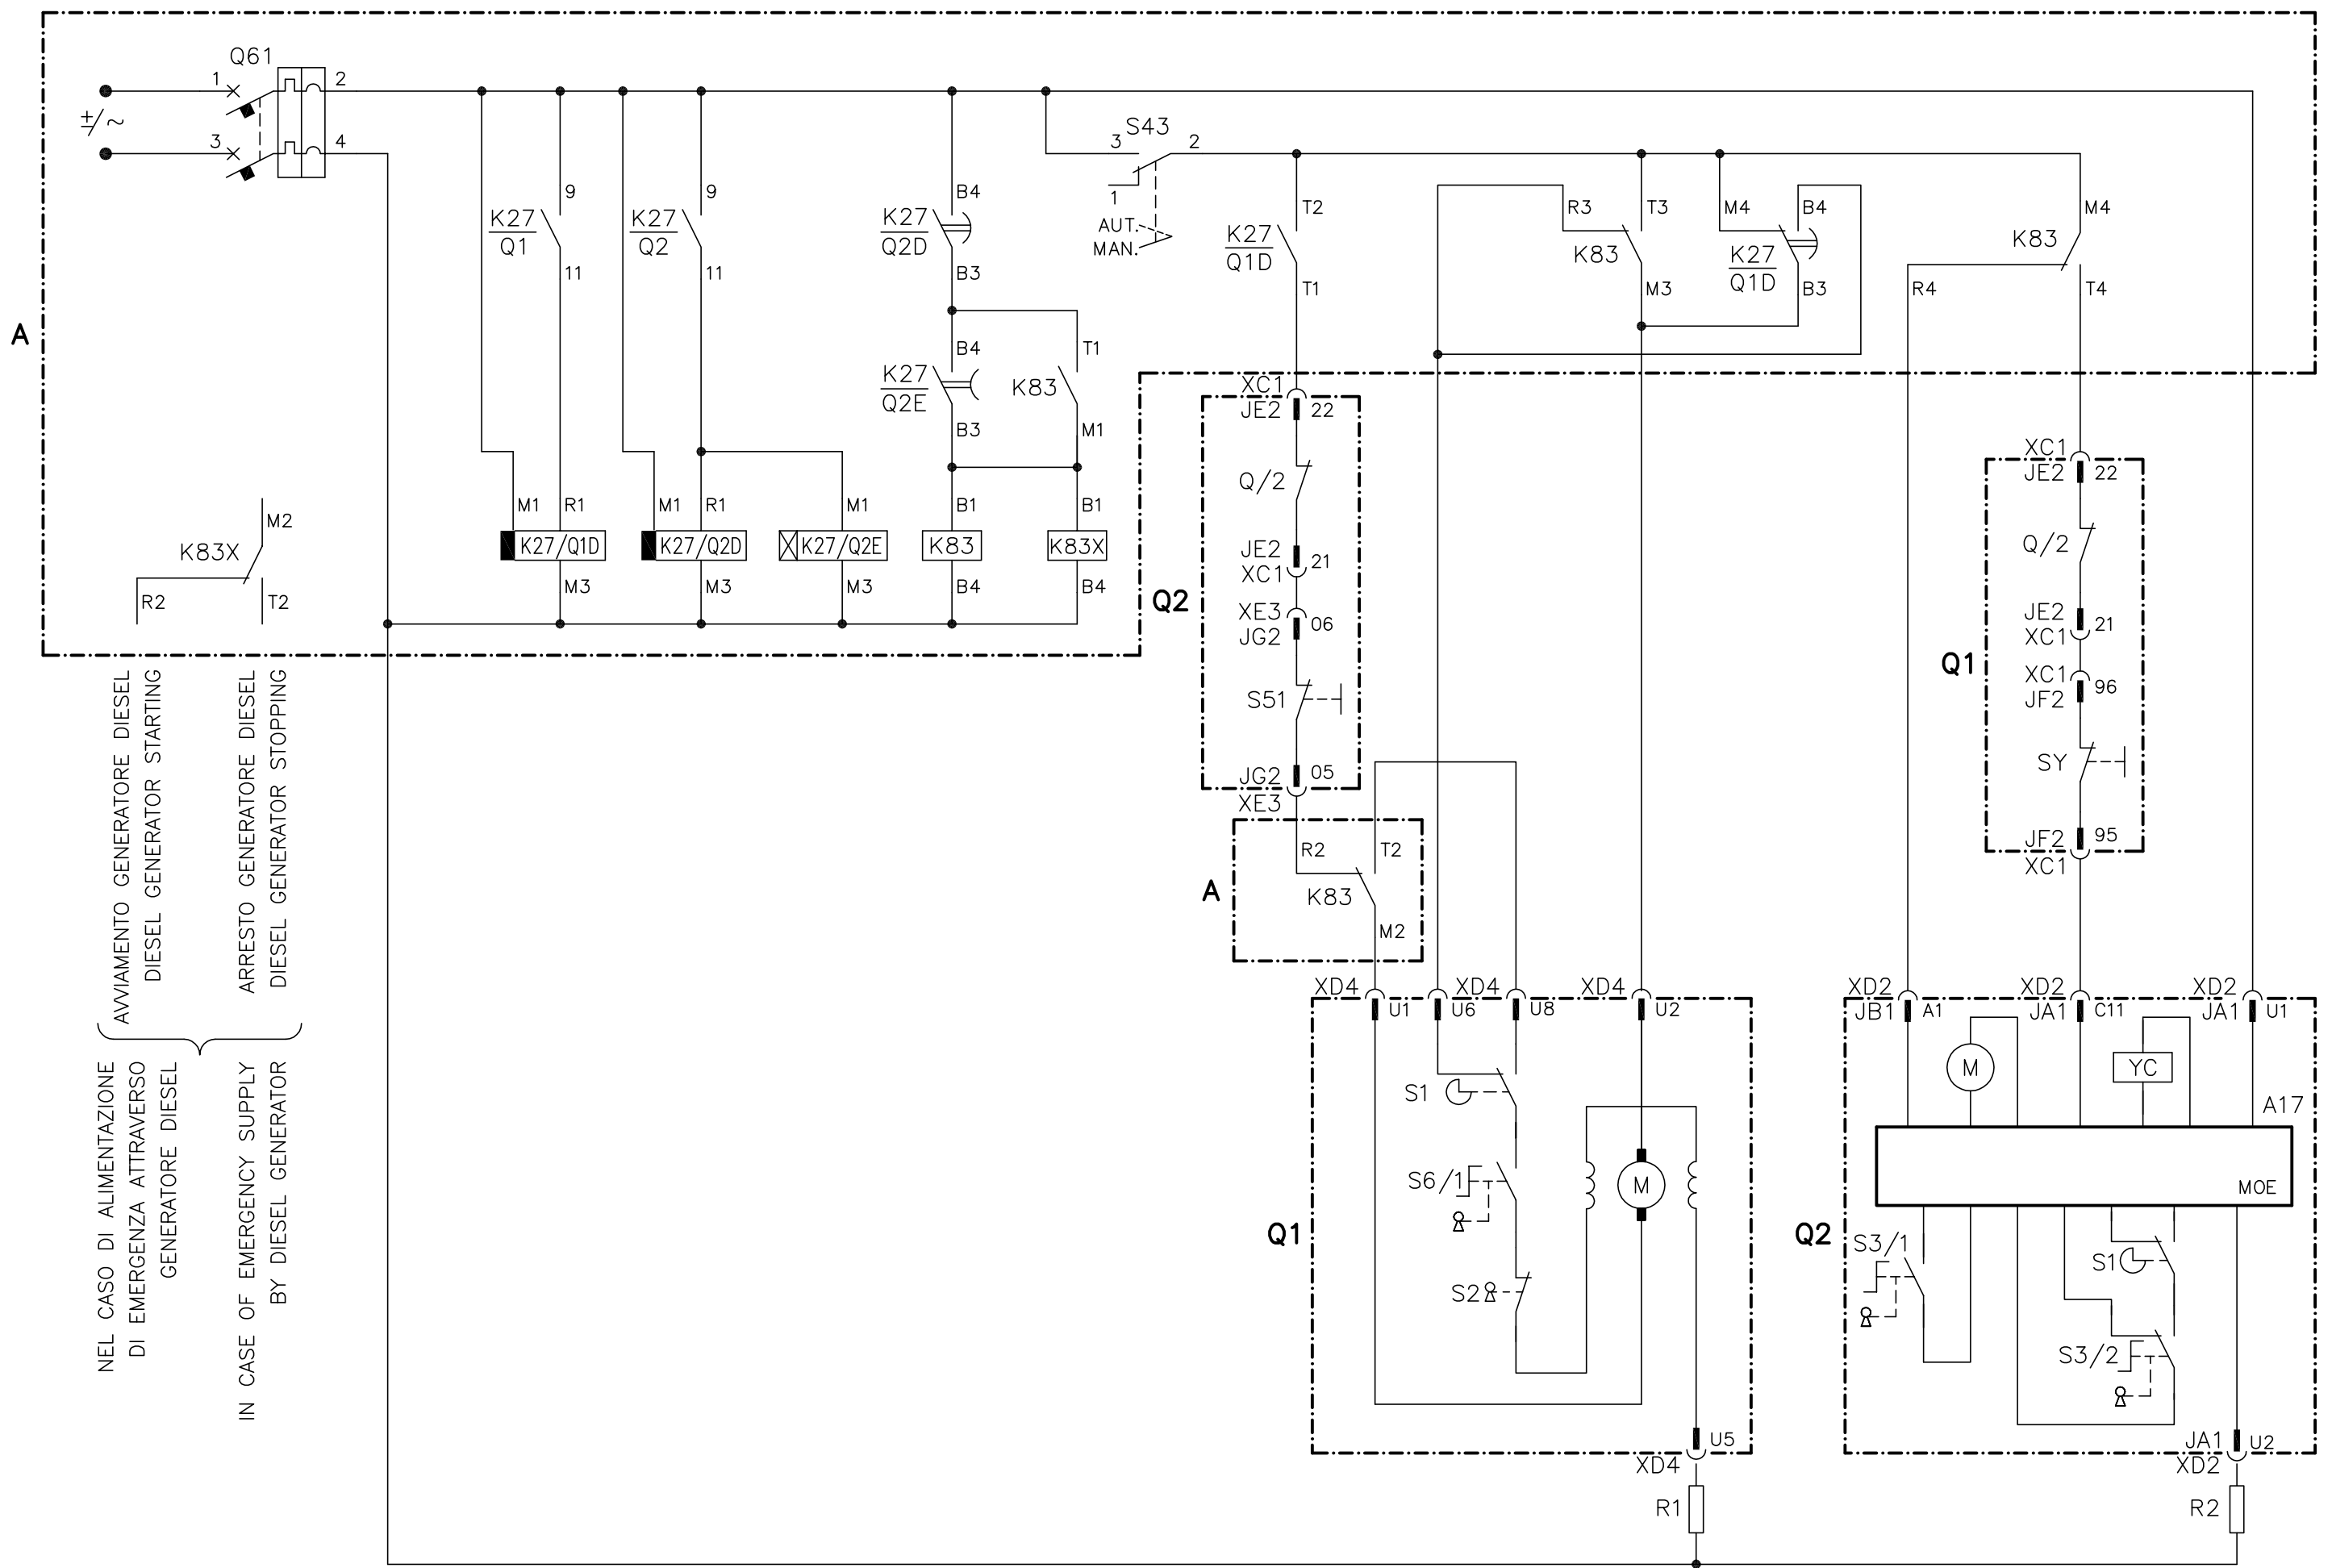 Q61
1
2
±/~
3
4
S43
3
2
1
AUT.
MAN.
9
K27
Q1
11
9
K27
Q2
11
B4
K27
Q2D
B3
T2
K27
Q1D
T1
R3
T3
K83
M3
M4
B4
K27
Q1D
B3
M4
K83
R4
T4
A
B4
K27
Q2E
B3
T1
K83
M1
M1
R1
K27/Q1D
M3
M1
R1
K27/Q2D
M3
M1
K27/Q2E
M3
B1
K83
B4
B1
K83X
B4
M2
K83X
R2
T2
XC1
JE2
22
Q/2
JE2
21
XC1
Q2
XE3
06
JG2
S51
JG2
05
XE3
A
R2
T2
K83
M2
XC1
JE2
22
Q/2
JE2
21
XC1
Q1
XC1
96
JF2
SY
JF2
95
XC1
AVVIAMENTO GENERATORE DIESEL
DIESEL GENERATOR STARTING
ARRESTO GENERATORE DIESEL
DIESEL GENERATOR STOPPING
NEL CASO DI ALIMENTAZIONE
DI EMERGENZA ATTRAVERSO
GENERATORE DIESEL
IN CASE OF EMERGENCY SUPPLY
BY DIESEL GENERATOR
XD4
U1
U6
XD4
U8
XD4
U2
S1
S6/1
M
Q1
S2
U5
XD4
R1
XD2
JB1
A1
XD2
JA1
C11
XD2
JA1
U1
M
YC
A17
MOE
Q2
S3/1
S1
S3/2
JA1
U2
XD2
R2